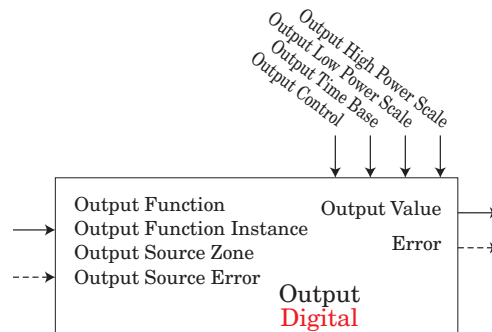 Output High Power Scale
Output Low Power Scale
Output Time Base
Output Control
Output Function
Output Function Instance
Output Source Zone
Output Source Error
Output Value
Error
Output
Digital